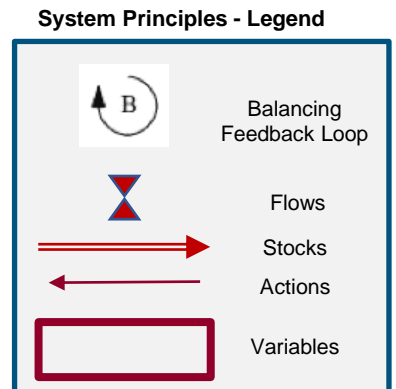 System Principles - Legend
B
Balancing
Feedback Loop
Flows
Stocks
Actions
Variables